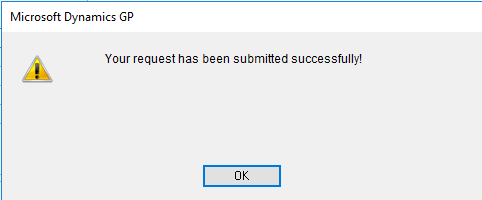 Microsoft Dynamics GP
Your request has been submitted successfully!
OK